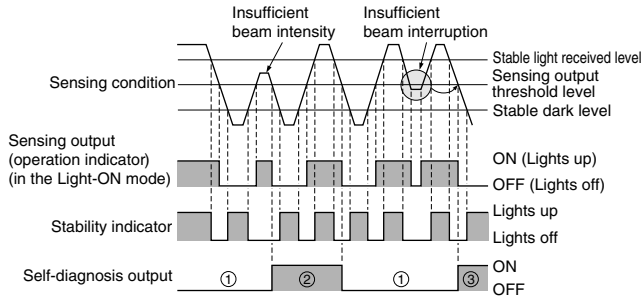 Insufficient
beam intensity
Insufficient
beam interruption
Stable light received level
Sensing condition
Sensing output
threshold level
Stable dark level
Sensing output
(operation indicator)
(in the Light-ON mode)
ON (Lights up)
OFF (Lights off)
Stability indicator
Lights up
Lights off
Self-diagnosis output
① ② ① ③
ON
OFF